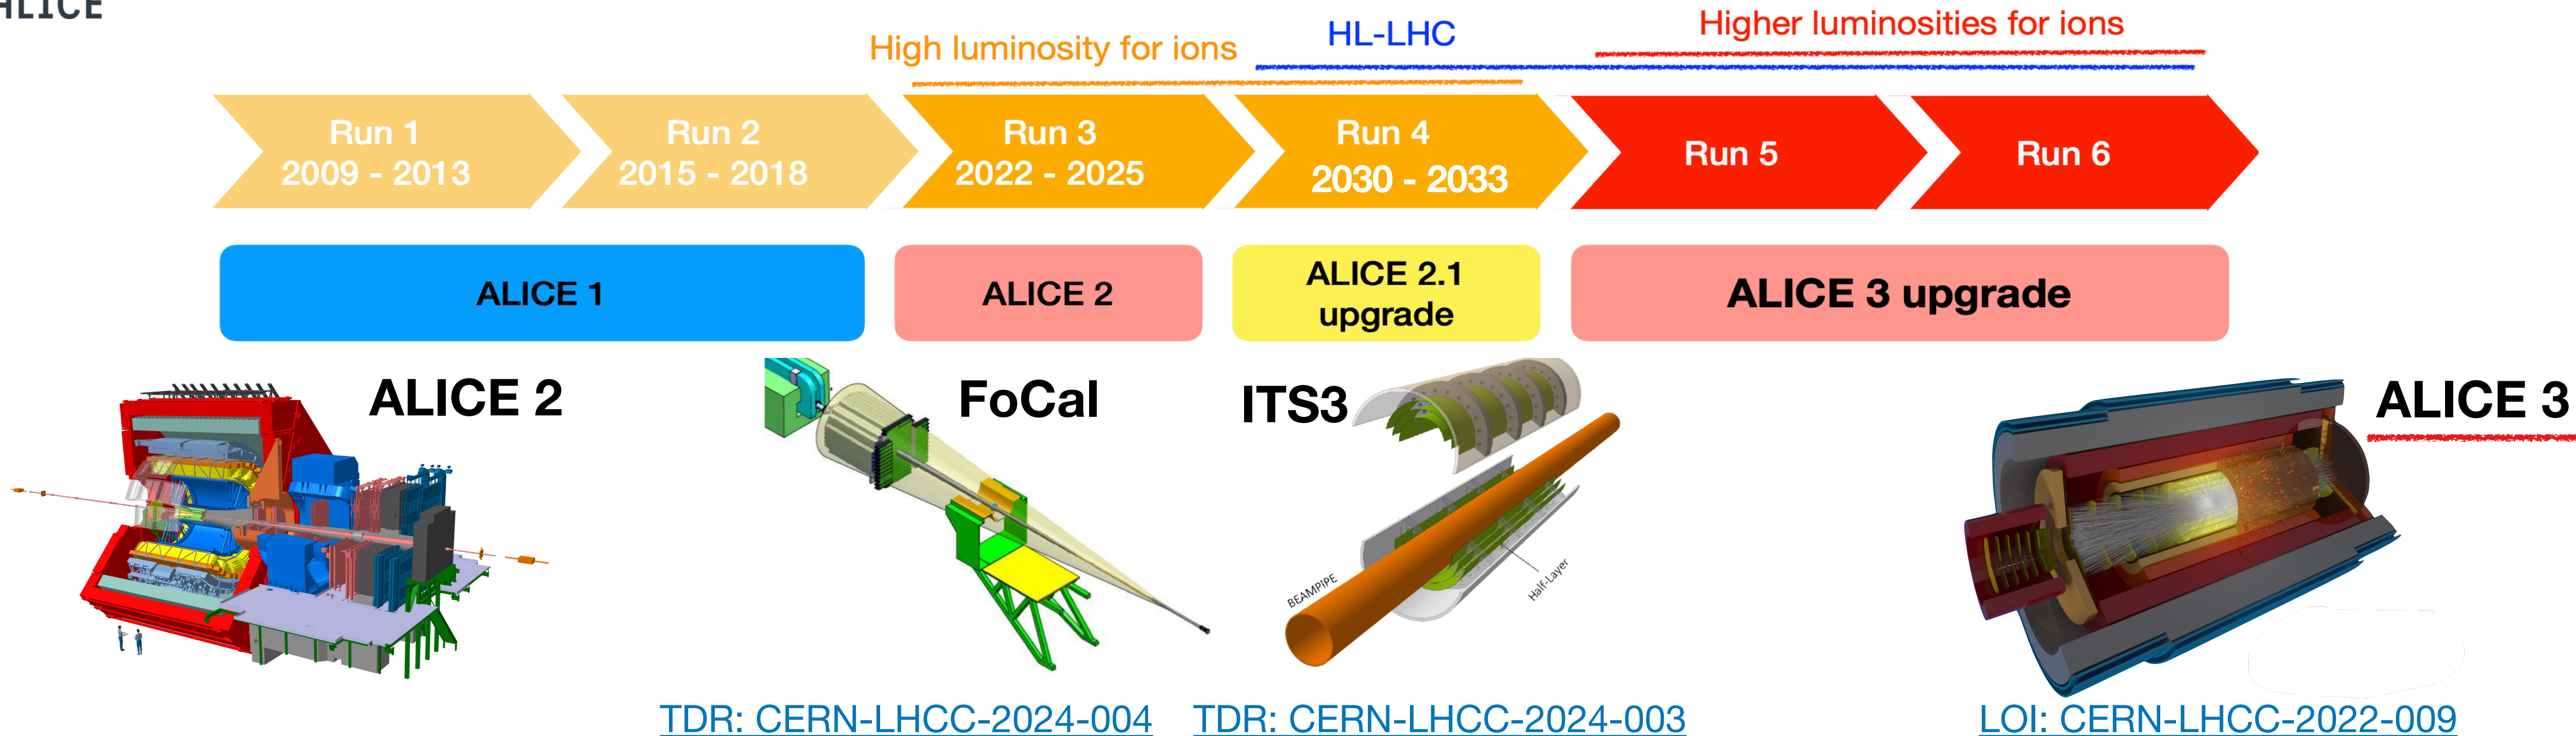 ALICE
High luminosity for ions
HL-LHC
Higher luminosities for ions
Run 1
2009 - 2013
Run 2
2015 - 2018
Run 3
2022 - 2025
Run 4
2030 - 2033
Run 5
Run 6
ALICE 1
ALICE 2
ALICE 2.1
upgrade
ALICE 3 upgrade
ALICE 2
FoCal
ITS3
ALICE 3
BEAMPIPE
Half-Layer
TDR: CERN-LHCC-2024-004
TDR: CERN-LHCC-2024-003
LOI: CERN-LHCC-2022-009